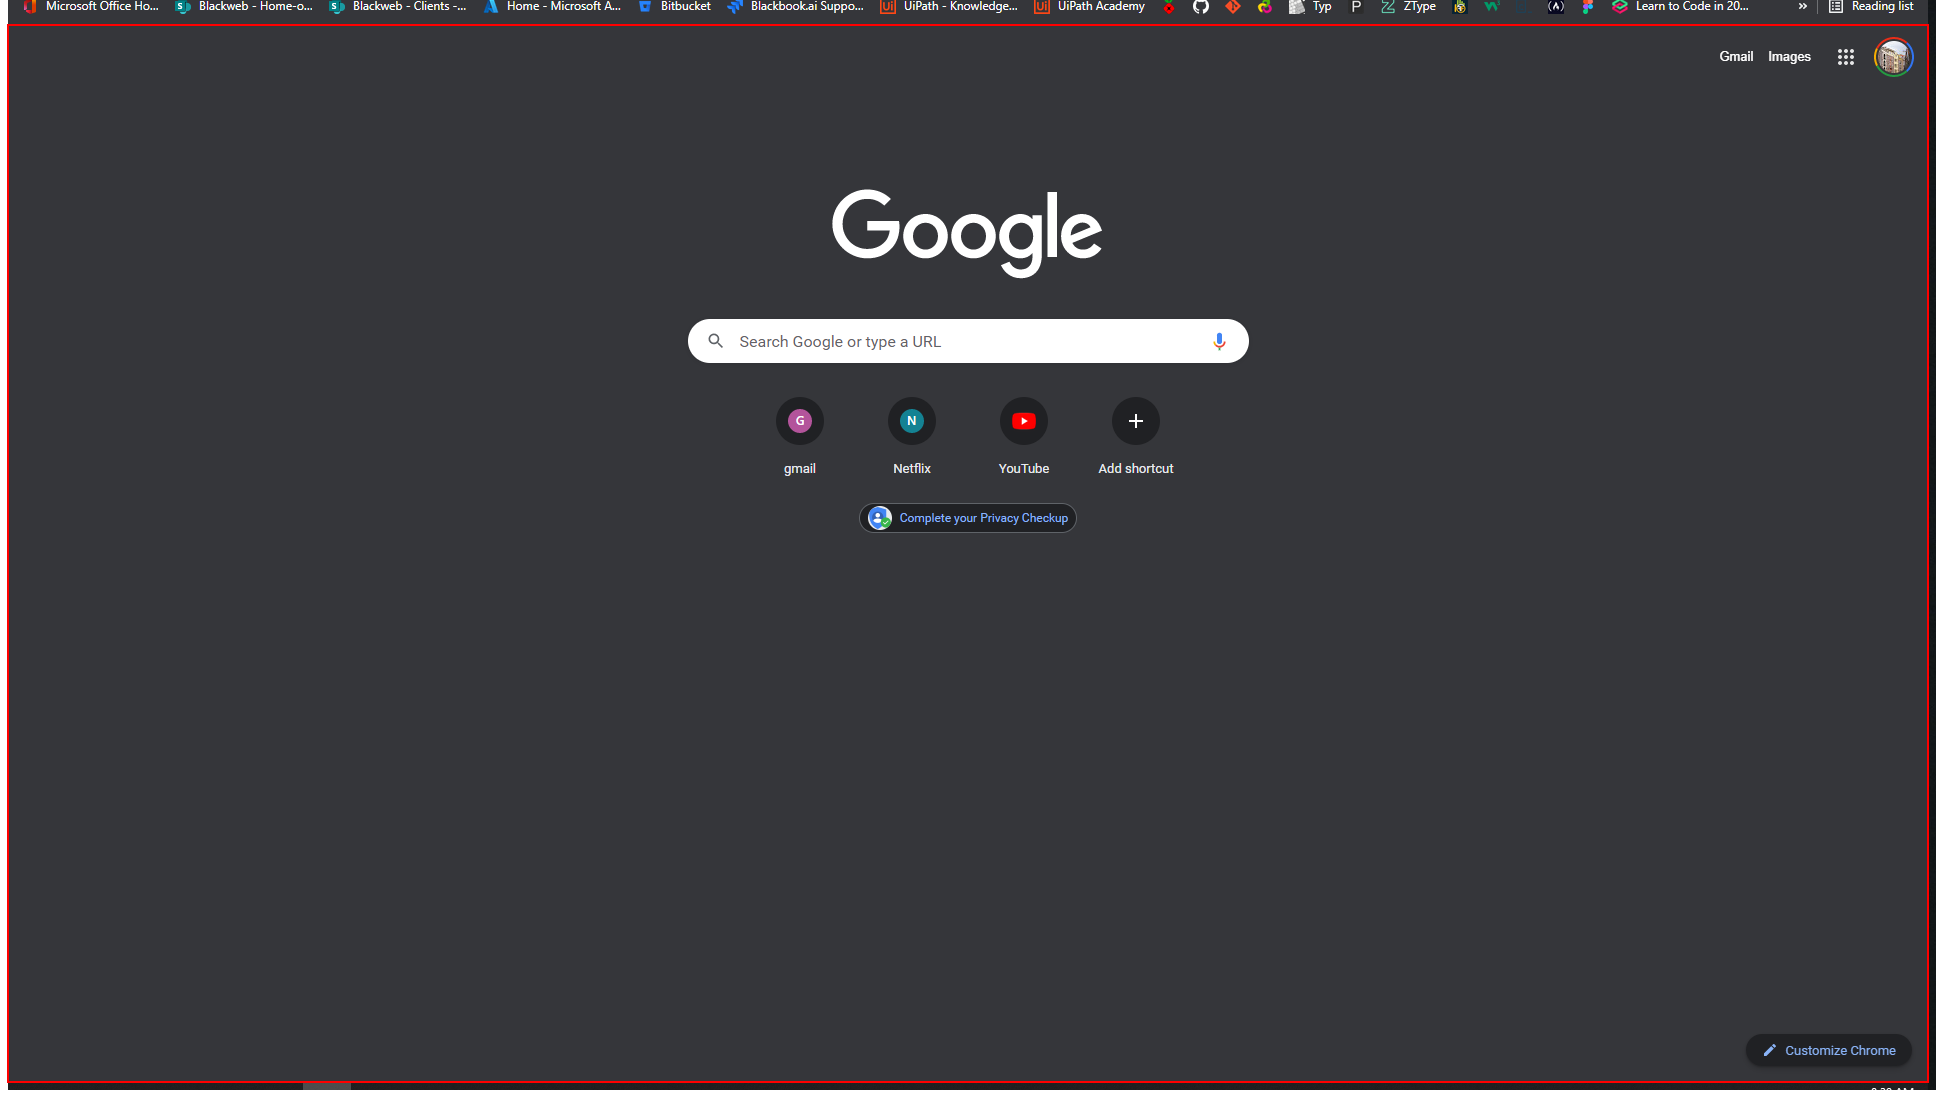 Microsoft Office Ho... Blackweb - Home-o... Blackweb - Clients -... Home - Microsoft A... Bitbucket Blackbook.ai Suppo... Ui UiPath - Knowledge... Ui UiPath Academy Typ P ZType Learn to Code in 20... » Reading list
Gmail Images
Google
Search Google or type a URL
G N
gmail Netflix YouTube Add shortcut
Complete your Privacy Checkup
Customize Chrome